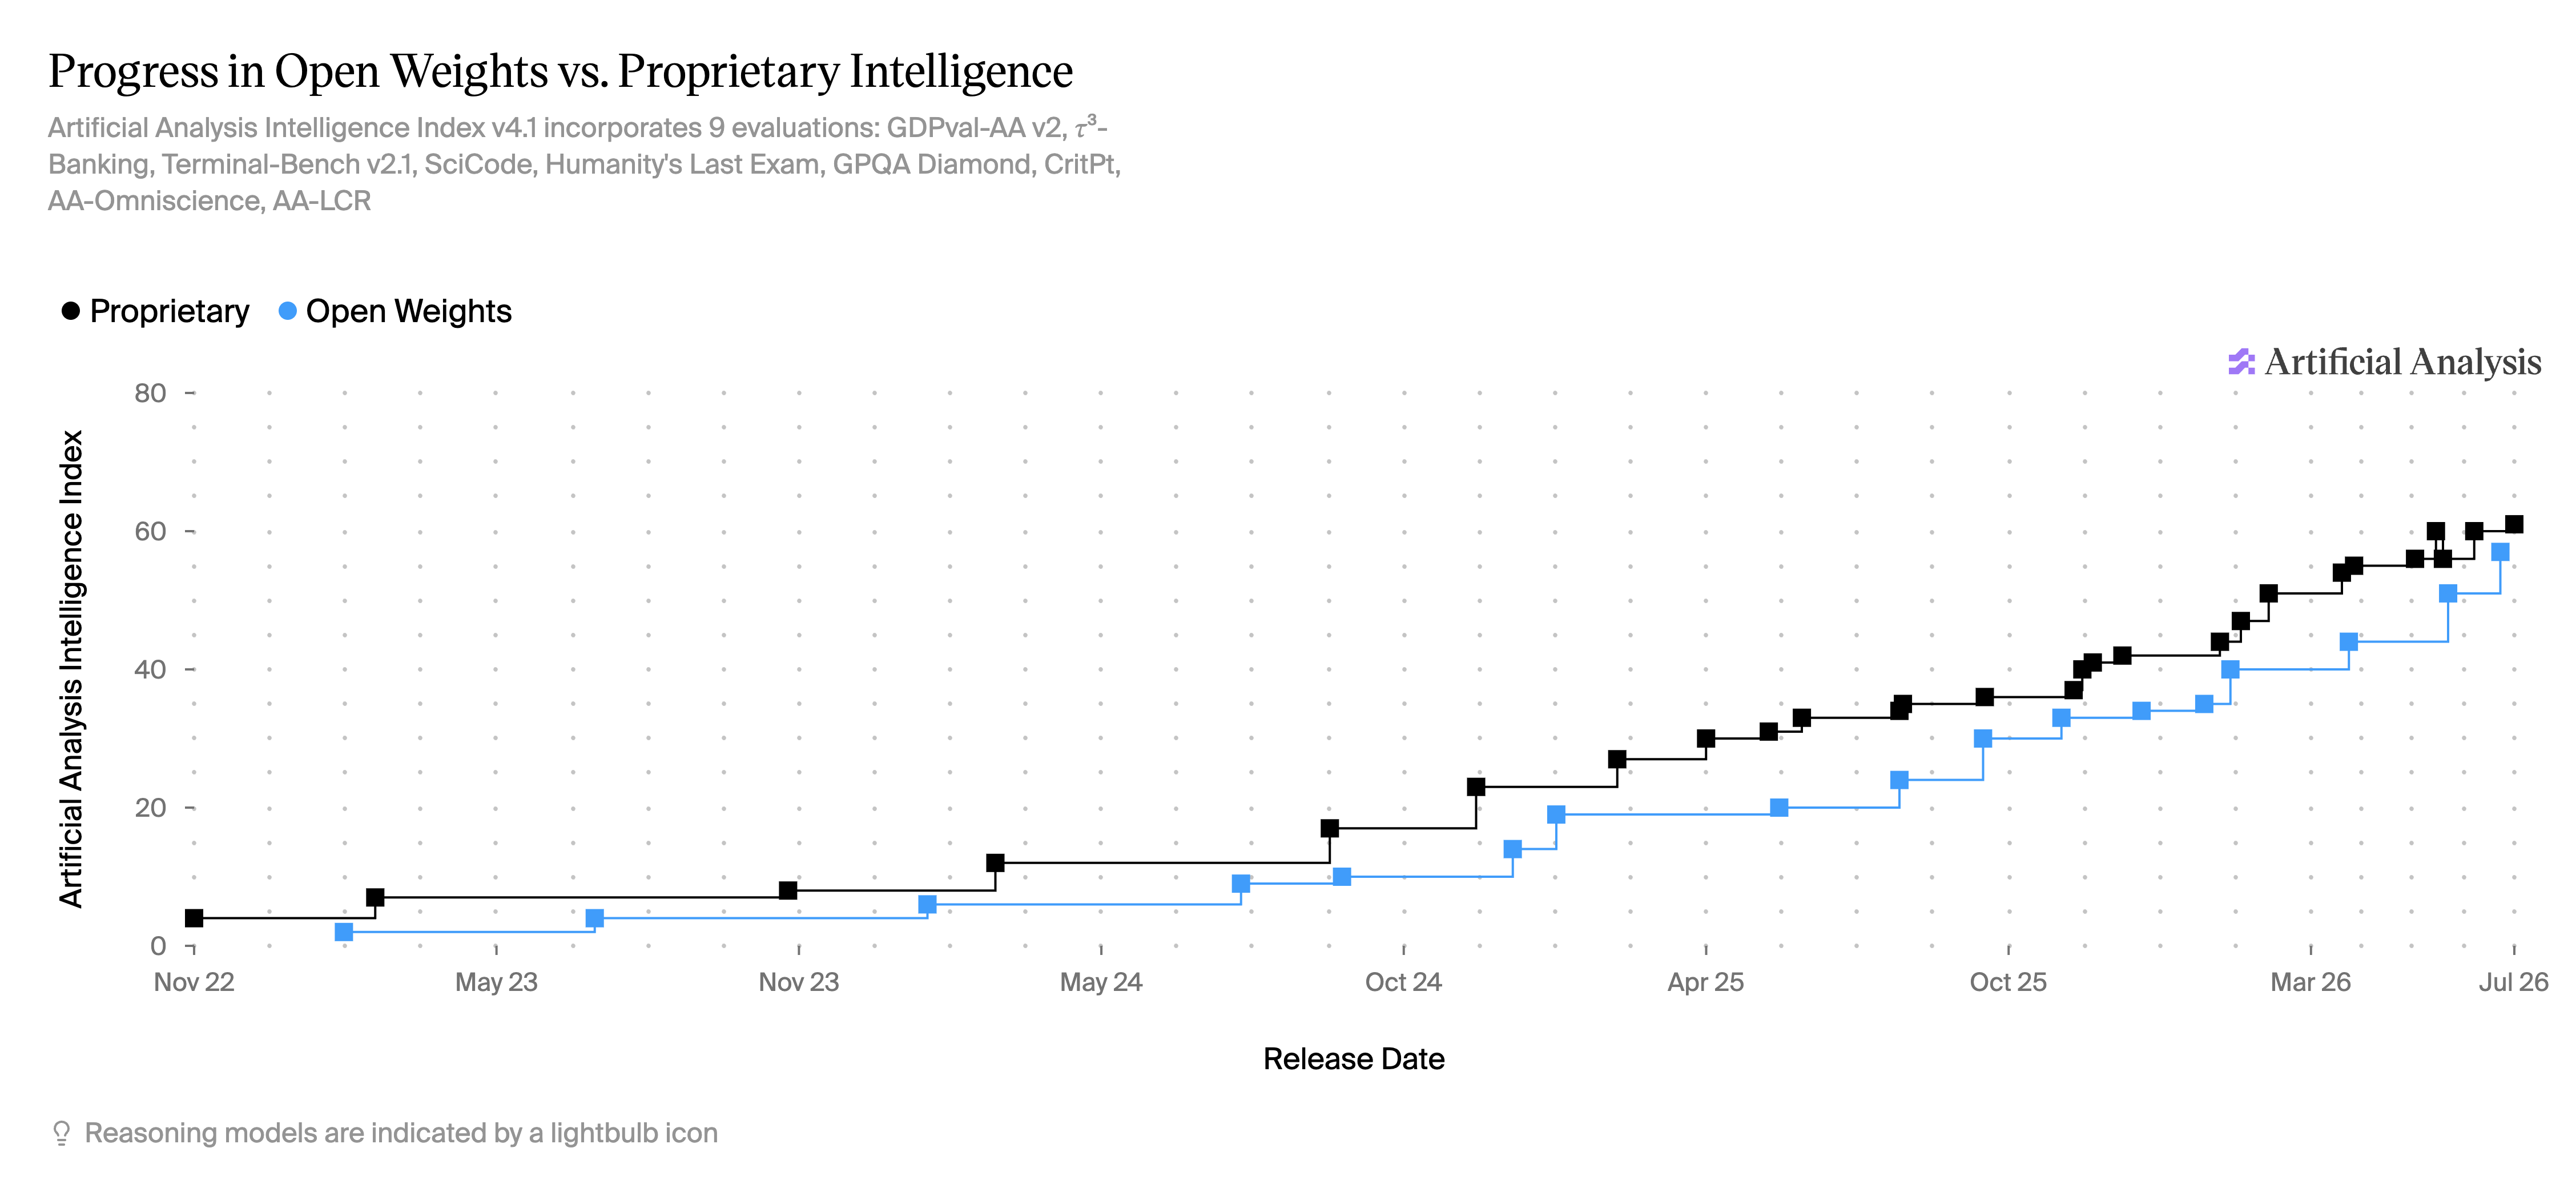 Progress in Open Weights vs. Proprietary Intelligence
Artificial Analysis Intelligence Index v4.1 incorporates 9 evaluations: GDPval-AA v2, 𝜏³-
Banking, Terminal-Bench v2.1, SciCode, Humanity's Last Exam, GPQA Diamond, CritPt,
AA-Omniscience, AA-LCR
Proprietary
Open Weights
Artificial Analysis
Artificial Analysis Intelligence Index
80
60
40
20
0
Nov 22
May 23
Nov 23
May 24
Oct 24
Apr 25
Oct 25
Mar 26
Jul 26
Release Date
Reasoning models are indicated by a lightbulb icon